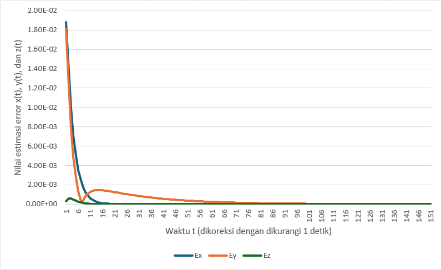 Nilai estimasi error x(t), y(t), dan z(t)
2.00E-02
1.80E-02
1.60E-02
1.40E-02
1.20E-02
1.00E-02
8.00E-03
6.00E-03
4.00E-03
2.00E-03
0.00E+00
1 6 11 16 21 26 31 36 41 46 51 56 61 66 71 76 81 86 91 96 101 106 111 116 121 126 131 136 141 146 151
Waktu t (dikoreksi dengan dikurangi 1 detik)
Ex Ey Ez